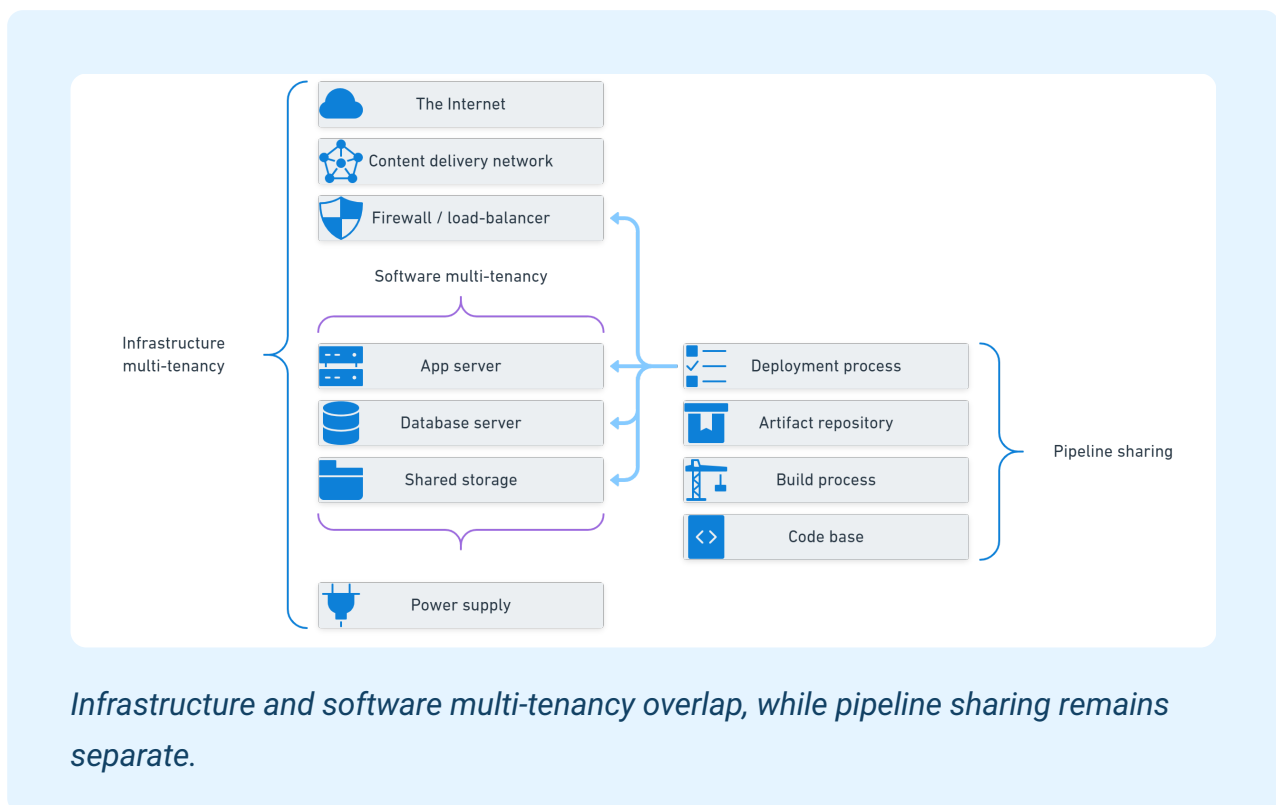 The Internet
Content delivery network
Firewall / load-balancer
Software multi-tenancy
Infrastructure
multi-tenancy
App server
Database server
Shared storage
Power supply
Deployment process
Artifact repository
Build process
Code base
Pipeline sharing
Infrastructure and software multi-tenancy overlap, while pipeline sharing remains
separate.